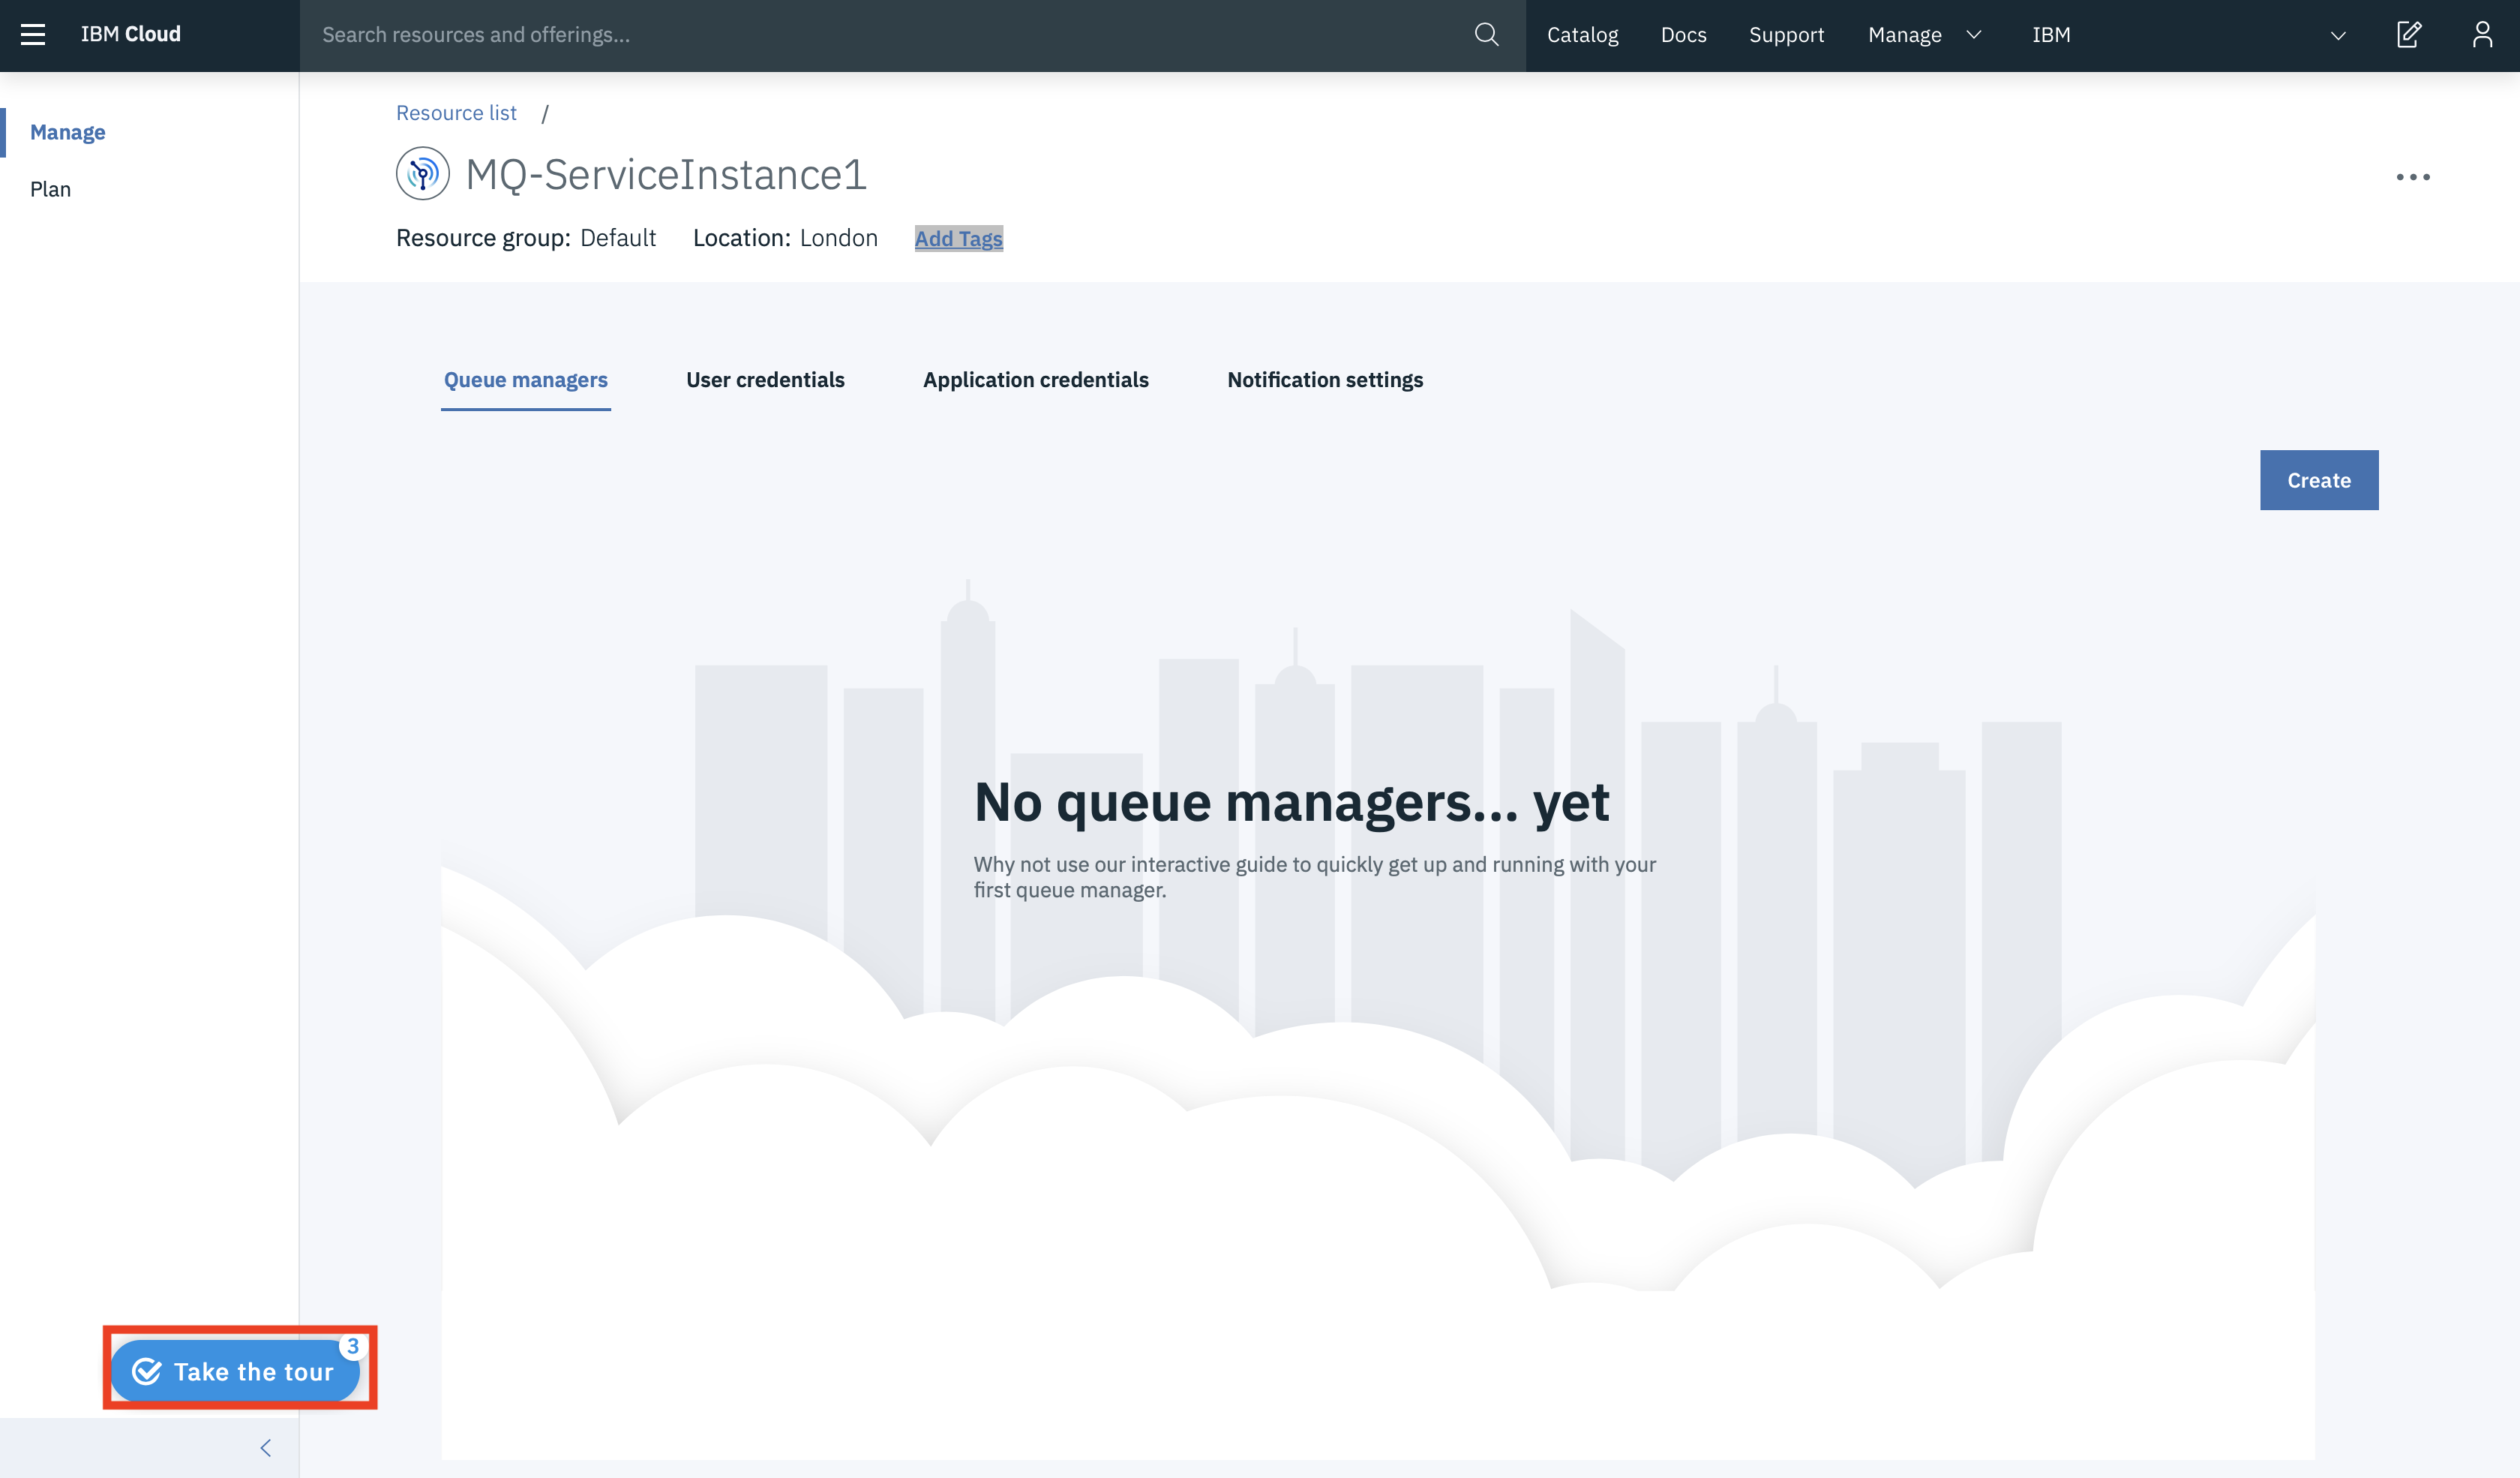 IBM Cloud
Search resources and offerings...
Catalog
Docs
Support
Manage
IBM
Manage
Plan
Resource list /
MQ-ServiceInstance1
Resource group: Default Location: London Add Tags
Queue managers
User credentials
Application credentials
Notification settings
Create
No queue managers... yet
Why not use our interactive guide to quickly get up and running with your
first queue manager.
3
Take the tour